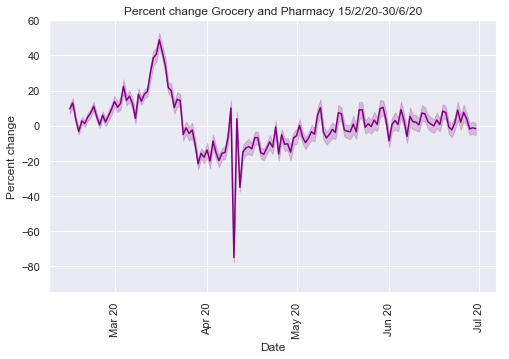 Percent change Grocery and Pharmacy 15/2/20-30/6/20
60
40
20
0
−20
−40
−60
−80
Percent change
Mar 20
Apr 20
May 20
Jun 20
Jul 20
Date